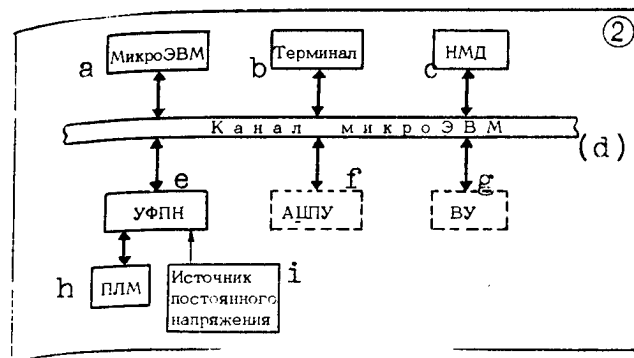 ②
a МикроЭВМ b Терминал c НМД
Канал микроЭВМ (d)
e f g
УФПН АЦПУ ВУ
h ПЛМ Источник постоянного напряжения i